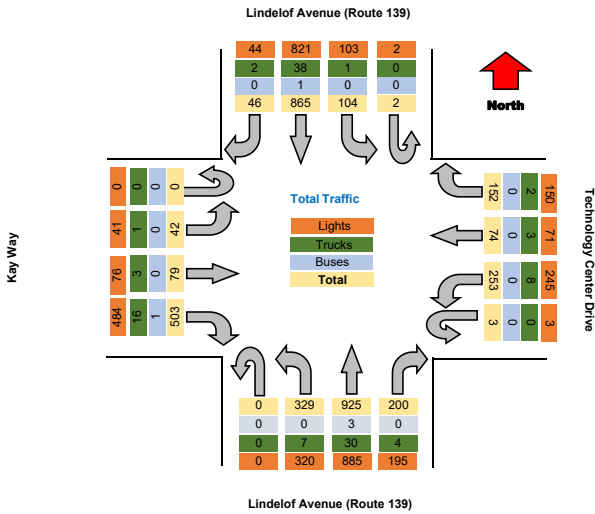 Lindelof Avenue (Route 139)
44 821 103 2
2 38 1 0
0 1 0 0
46 865 104 2
North
0 0 0 0
41 1 0 42
76 3 0 79
484 16 1 503
Kay Way
Total Traffic
Lights
Trucks
Buses
Total
152 0 2 150
74 0 3 71
253 0 8 245
3 0 0 3
Technology Center Drive
0 329 925 200
0 0 3 0
0 7 30 4
0 320 885 195
Lindelof Avenue (Route 139)